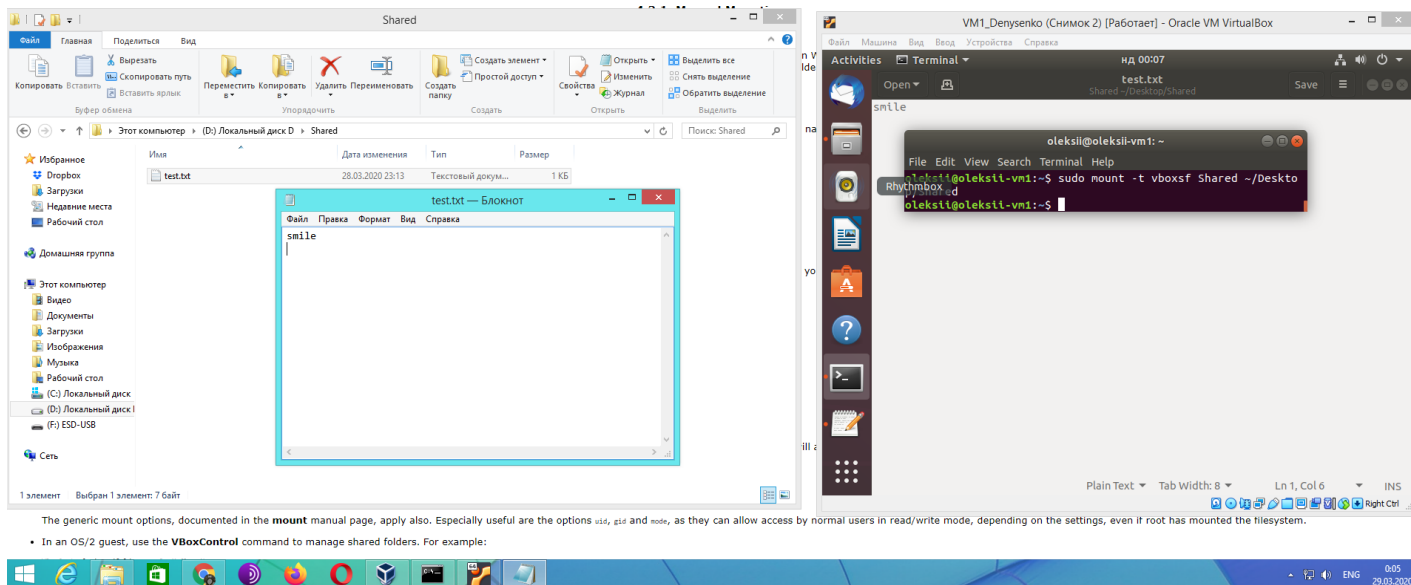 Shared
Файл Главная Поделиться Вид
Копировать Вставить
Вырезать
Скопировать путь
Вставить ярлык
Буфер обмена
Переместить в
Копировать в
Удалить Переименовать
Упорядочить
Создать папку
Создать элемент
Простой доступ
Создать
Свойства
Открыть
Изменить
Журнал
Открыть
Выделить все
Снять выделение
Обратить выделение
Выделить
Этот компьютер (D:) Локальный диск D Shared
Поиск: Shared
Имя Дата изменения Тип Размер
test.txt 28.03.2020 23:13 Текстовый докум... 1 КБ
Избранное
Dropbox
Загрузки
Недавние места
Рабочий стол
Домашняя группа
Этот компьютер
Видео
Документы
Загрузки
Изображения
Музыка
Рабочий стол
(C:) Локальный диск
(D:) Локальный диск
(F:) ESD-USB
Сеть
1 элемент Выбран 1 элемент: 7 байт
test.txt — Блокнот
Файл Правка Формат Вид Справка
smile
VM1_Denysenko (Снимок 2) [Работает] - Oracle VM VirtualBox
Файл Машина Вид Ввод Устройства Справка
Activities Terminal нд 00:07
Open test.txt Save
Shared ~/Desktop/Shared
smile
oleksii@oleksii-vm1: ~
File Edit View Search Terminal Help
oleksii@oleksii-vm1:~$ sudo mount -t vboxsf Shared ~/Deskto
p/Shared
oleksii@oleksii-vm1:~$
Rhythmbox
Plain Text Tab Width: 8 Ln 1, Col 6 INS
Right Ctrl
The generic mount options, documented in the mount manual page, apply also. Especially useful are the options uid, gid and mode, as they can allow access by normal users in read/write mode, depending on the settings, even if root has mounted the filesystem.
• In an OS/2 guest, use the VBoxControl command to manage shared folders. For example:
ENG
0:05
29.03.2020